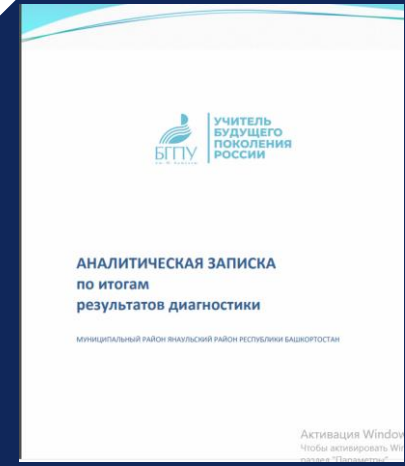 БГПУ
им. М. Акмуллы
УЧИТЕЛЬ
БУДУЩЕГО
ПОКОЛЕНИЯ
РОССИИ
АНАЛИТИЧЕСКАЯ ЗАПИСКА
по итогам
результатов диагностики
МУНИЦИПАЛЬНЫЙ РАЙОН ЯНАУЛЬСКИЙ РАЙОН РЕСПУБЛИКИ БАШКОРТОСТАН
Активация Window
Чтобы активировать Win
раздел "Параметры"